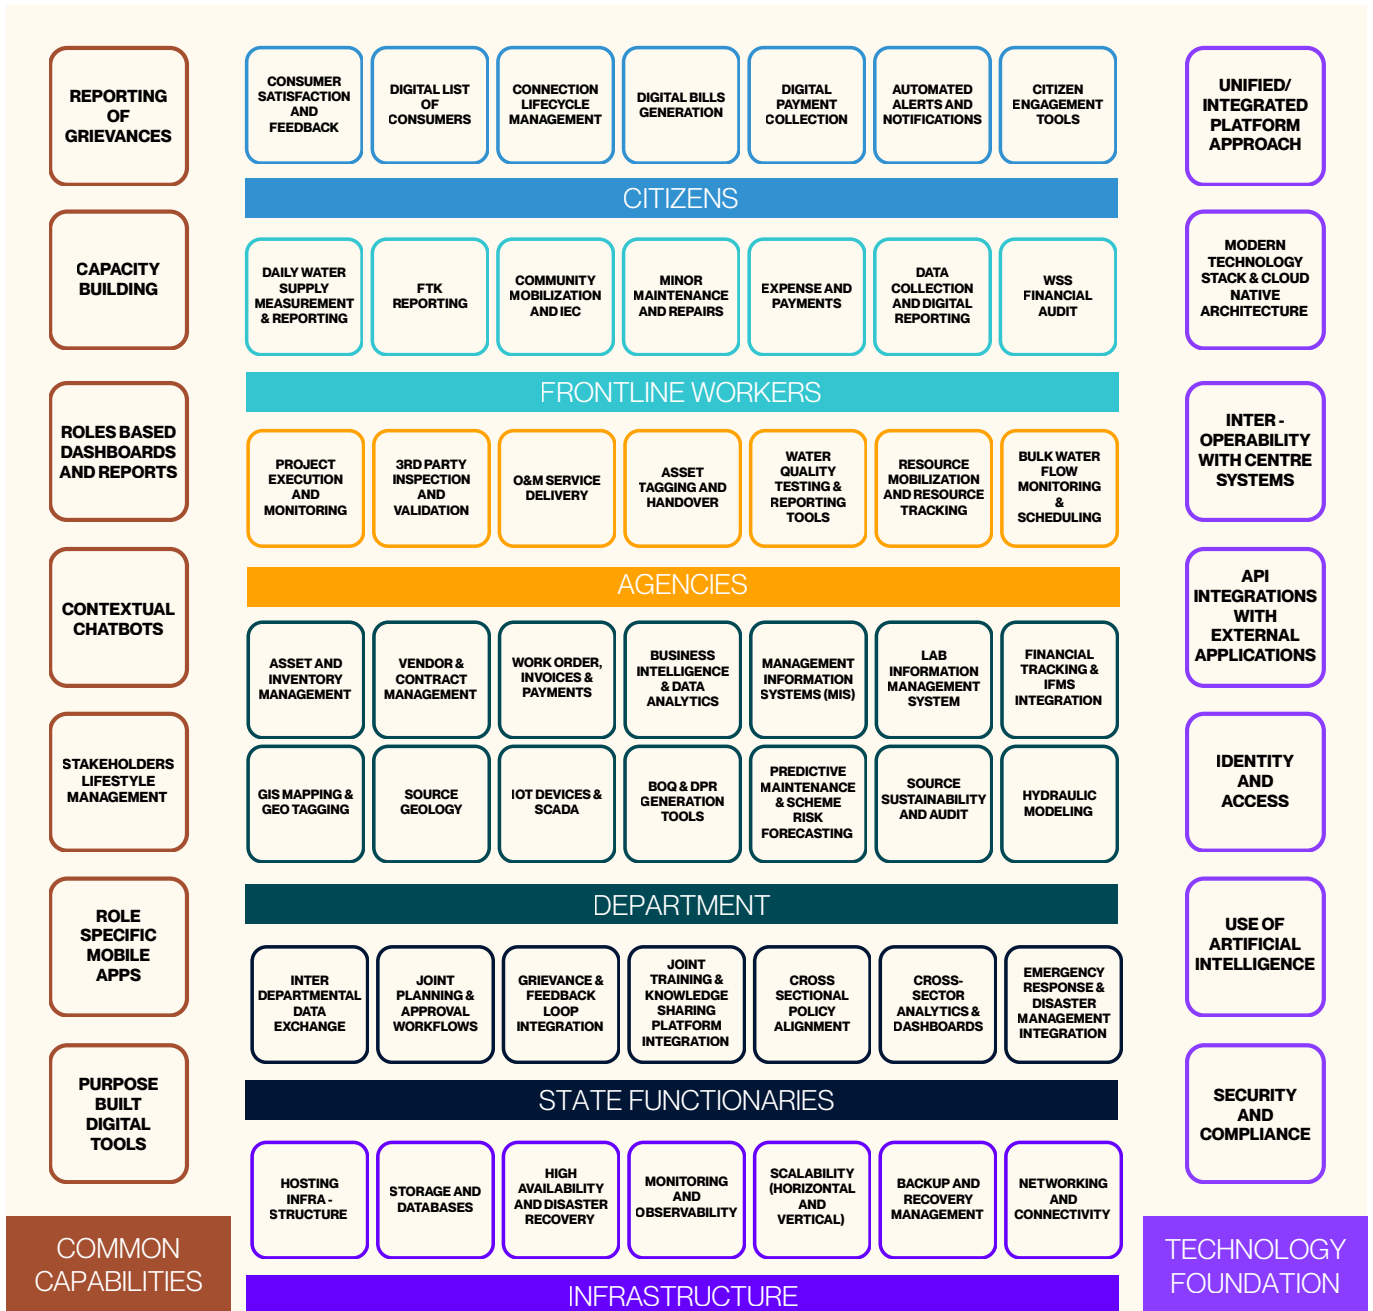 REPORTING
OF
GRIEVANCES
CAPACITY
BUILDING
ROLES BASED
DASHBOARDS
AND REPORTS
CONTEXTUAL
CHATBOTS
STAKEHOLDERS
LIFESTYLE
MANAGEMENT
ROLE
SPECIFIC
MOBILE
APPS
PURPOSE
BUILT
DIGITAL
TOOLS
COMMON
CAPABILITIES
CONSUMER
SATISFACTION
AND
FEEDBACK
DIGITAL LIST
OF
CONSUMERS
CONNECTION
LIFECYCLE
MANAGEMENT
DIGITAL BILLS
GENERATION
DIGITAL
PAYMENT
COLLECTION
AUTOMATED
ALERTS AND
NOTIFICATIONS
CITIZEN
ENGAGEMENT
TOOLS
CITIZENS
DAILY WATER
SUPPLY
MEASUREMENT
& REPORTING
FTK
REPORTING
COMMUNITY
MOBILIZATION
AND IEC
MINOR
MAINTENANCE
AND REPAIRS
EXPENSE AND
PAYMENTS
DATA
COLLECTION
AND DIGITAL
REPORTING
WSS
FINANCIAL
AUDIT
FRONTLINE WORKERS
PROJECT
EXECUTION
AND
MONITORING
3RD PARTY
INSPECTION
AND
VALIDATION
O&M SERVICE
DELIVERY
ASSET
TAGGING AND
HANDOVER
WATER
QUALITY
TESTING &
REPORTING
TOOLS
RESOURCE
MOBILIZATION
AND RESOURCE
TRACKING
BULK WATER
FLOW
MONITORING
&
SCHEDULING
AGENCIES
ASSET AND
INVENTORY
MANAGEMENT
VENDOR &
CONTRACT
MANAGEMENT
WORK ORDER,
INVOICES &
PAYMENTS
BUSINESS
INTELLIGENCE
& DATA
ANALYTICS
MANAGEMENT
INFORMATION
SYSTEMS (MIS)
LAB
INFORMATION
MANAGEMENT
SYSTEM
FINANCIAL
TRACKING &
IFMS
INTEGRATION
GIS MAPPING &
GEO TAGGING
SOURCE
GEOLOGY
IOT DEVICES &
SCADA
BOQ & DPR
GENERATION
TOOLS
PREDICTIVE
MAINTENANCE
& SCHEME
RISK
FORECASTING
SOURCE
SUSTAINABILITY
AND AUDIT
HYDRAULIC
MODELING
DEPARTMENT
INTER
DEPARTMENTAL
DATA
EXCHANGE
JOINT
PLANNING &
APPROVAL
WORKFLOWS
GRIEVANCE &
FEEDBACK
LOOP
INTEGRATION
JOINT
TRAINING &
KNOWLEDGE
SHARING
PLATFORM
INTEGRATION
CROSS
SECTIONAL
POLICY
ALIGNMENT
CROSS-
SECTOR
ANALYTICS &
DASHBOARDS
EMERGENCY
RESPONSE &
DISASTER
MANAGEMENT
INTEGRATION
STATE FUNCTIONARIES
HOSTING
INFRA -
STRUCTURE
STORAGE AND
DATABASES
HIGH
AVAILABILITY
AND DISASTER
RECOVERY
MONITORING
AND
OBSERVABILITY
SCALABILITY
(HORIZONTAL
AND
VERTICAL)
BACKUP AND
RECOVERY
MANAGEMENT
NETWORKING
AND
CONNECTIVITY
INFRASTRUCTURE
UNIFIED/
INTEGRATED
PLATFORM
APPROACH
MODERN
TECHNOLOGY
STACK & CLOUD
NATIVE
ARCHITECTURE
INTER -
OPERABILITY
WITH CENTRE
SYSTEMS
API
INTEGRATIONS
WITH
EXTERNAL
APPLICATIONS
IDENTITY
AND
ACCESS
USE OF
ARTIFICIAL
INTELLIGENCE
SECURITY
AND
COMPLIANCE
TECHNOLOGY
FOUNDATION